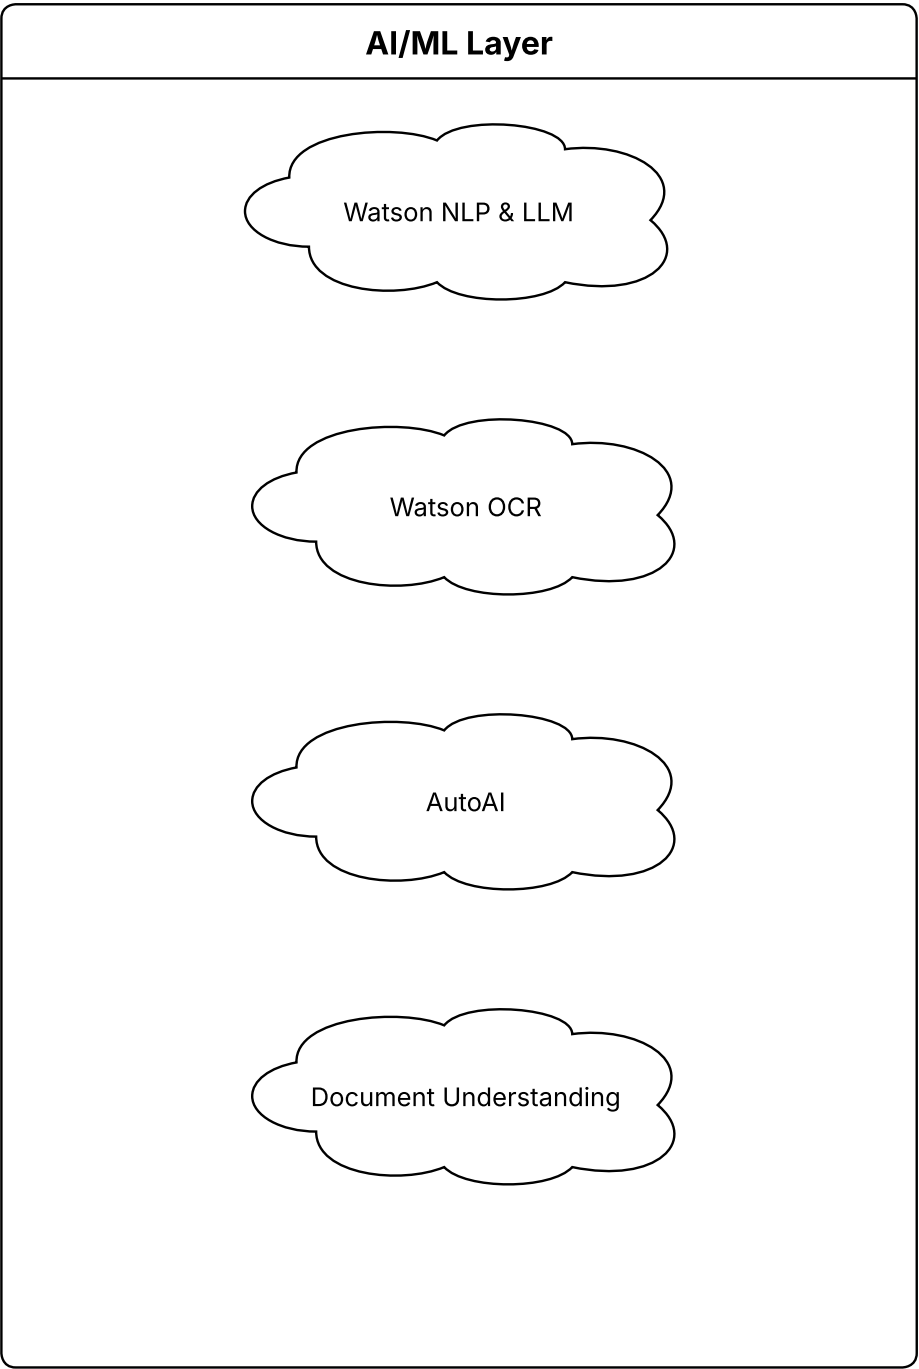 AI/ML Layer
Watson NLP & LLM
Watson OCR
AutoAI
Document Understanding